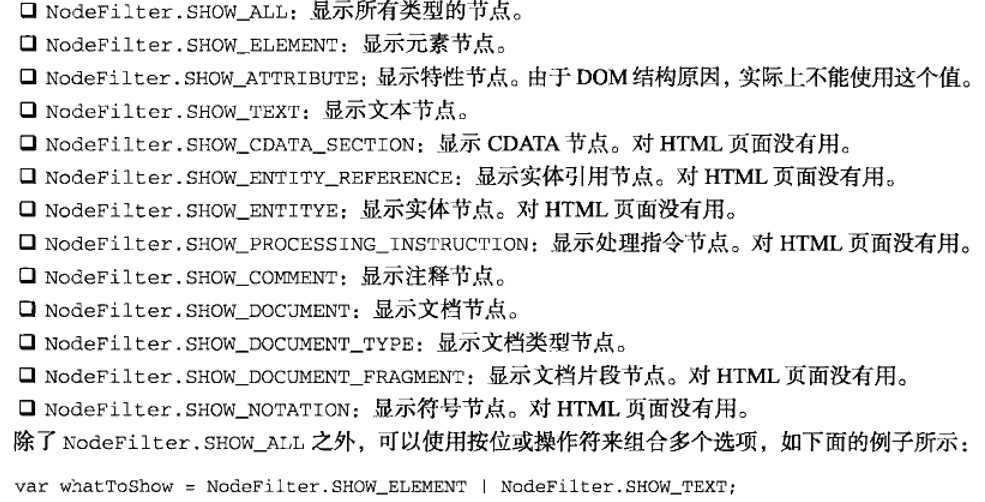 ❑ NodeFilter.SHOW_ALL：显示所有类型的节点。
❑ NodeFilter.SHOW_ELEMENT：显示元素节点。
❑ NodeFilter.SHOW_ATTRIBUTE：显示特性节点。由于 DOM 结构原因，实际上不能使用这个值。
❑ NodeFilter.SHOW_TEXT：显示文本节点。
❑ NodeFilter.SHOW_CDATA_SECTION：显示 CDATA 节点。对 HTML 页面没有用。
❑ NodeFilter.SHOW_ENTITY_REFERENCE：显示实体引用节点。对 HTML 页面没有用。
❑ NodeFilter.SHOW_ENTITYE：显示实体节点。对 HTML 页面没有用。
❑ NodeFilter.SHOW_PROCESSING_INSTRUCTION：显示处理指令节点。对 HTML 页面没有用。
❑ NodeFilter.SHOW_COMMENT：显示注释节点。
❑ NodeFilter.SHOW_DOCUMENT：显示文档节点。
❑ NodeFilter.SHOW_DOCUMENT_TYPE：显示文档类型节点。
❑ NodeFilter.SHOW_DOCUMENT_FRAGMENT：显示文档片段节点。对 HTML 页面没有用。
❑ NodeFilter.SHOW_NOTATION：显示符号节点。对 HTML 页面没有用。
除了 NodeFilter.SHOW_ALL 之外，可以使用按位或操作符来组合多个选项，如下面的例子所示：
var whatToShow = NodeFilter.SHOW_ELEMENT | NodeFilter.SHOW_TEXT;